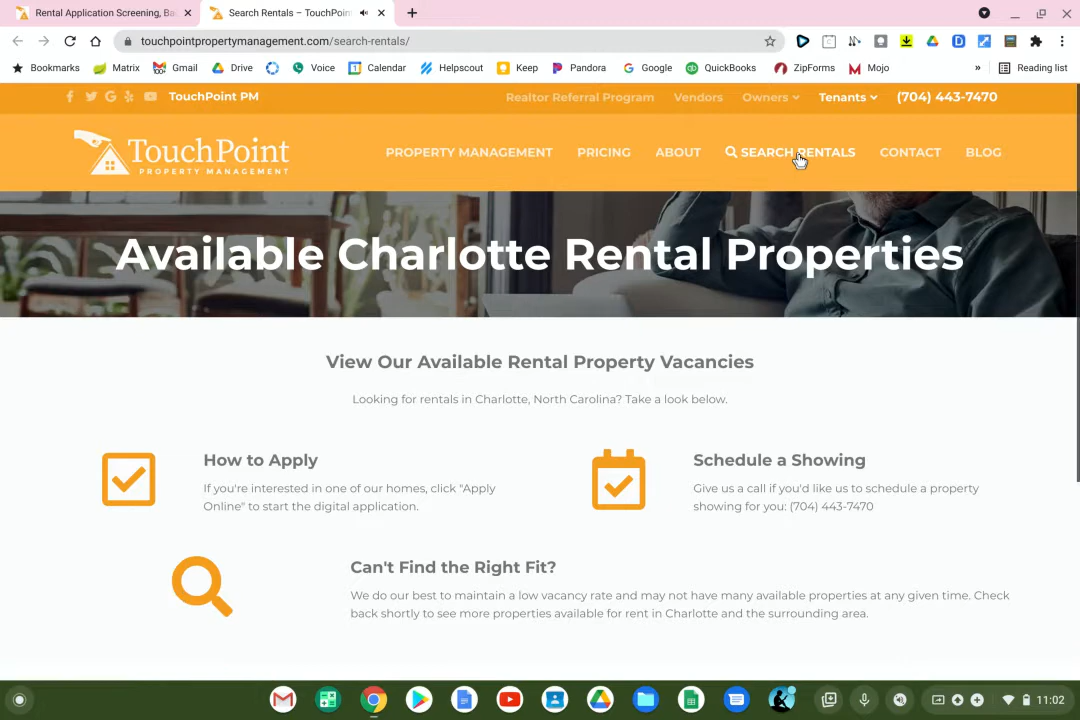 Rental Application Screening, Ba
Search Rentals – TouchPoin
touchpointpropertymanagement.com/search-rentals/
Bookmarks
Matrix
Gmail
Drive
Voice
Calendar
Helpscout
Keep
Pandora
Google
QuickBooks
ZipForms
Mojo
»
Reading list
TouchPoint PM
Realtor Referral Program
Vendors
Owners
Tenants
(704) 443-7470
TouchPoint
PROPERTY MANAGEMENT
PROPERTY MANAGEMENT
PRICING
ABOUT
SEARCH RENTALS
CONTACT
BLOG
Available Charlotte Rental Properties
View Our Available Rental Property Vacancies
Looking for rentals in Charlotte, North Carolina? Take a look below.
How to Apply
If you're interested in one of our homes, click "Apply
Online" to start the digital application.
Schedule a Showing
Give us a call if you'd like us to schedule a property
showing for you: (704) 443-7470
Can't Find the Right Fit?
We do our best to maintain a low vacancy rate and may not have many available properties at any given time. Check
back shortly to see more properties available for rent in Charlotte and the surrounding area.
11:02